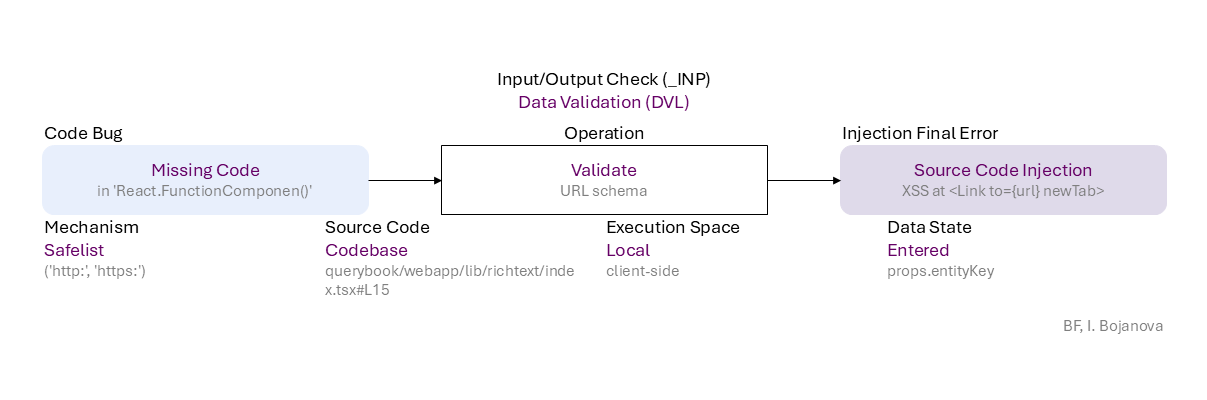 Input/Output Check (_INP)
Data Validation (DVL)
Code Bug
Operation
Injection Final Error
Missing Code
in 'React.FunctionComponen()'
Validate
URL schema
Source Code Injection
XSS at <Link to={url} newTab>
Mechanism
Safelist
('http:', 'https:')
Source Code
Codebase
querybook/webapp/lib/richtext/inde
x.tsx#L15
Execution Space
Local
client-side
Data State
Entered
props.entityKey
BF, I. Bojanova